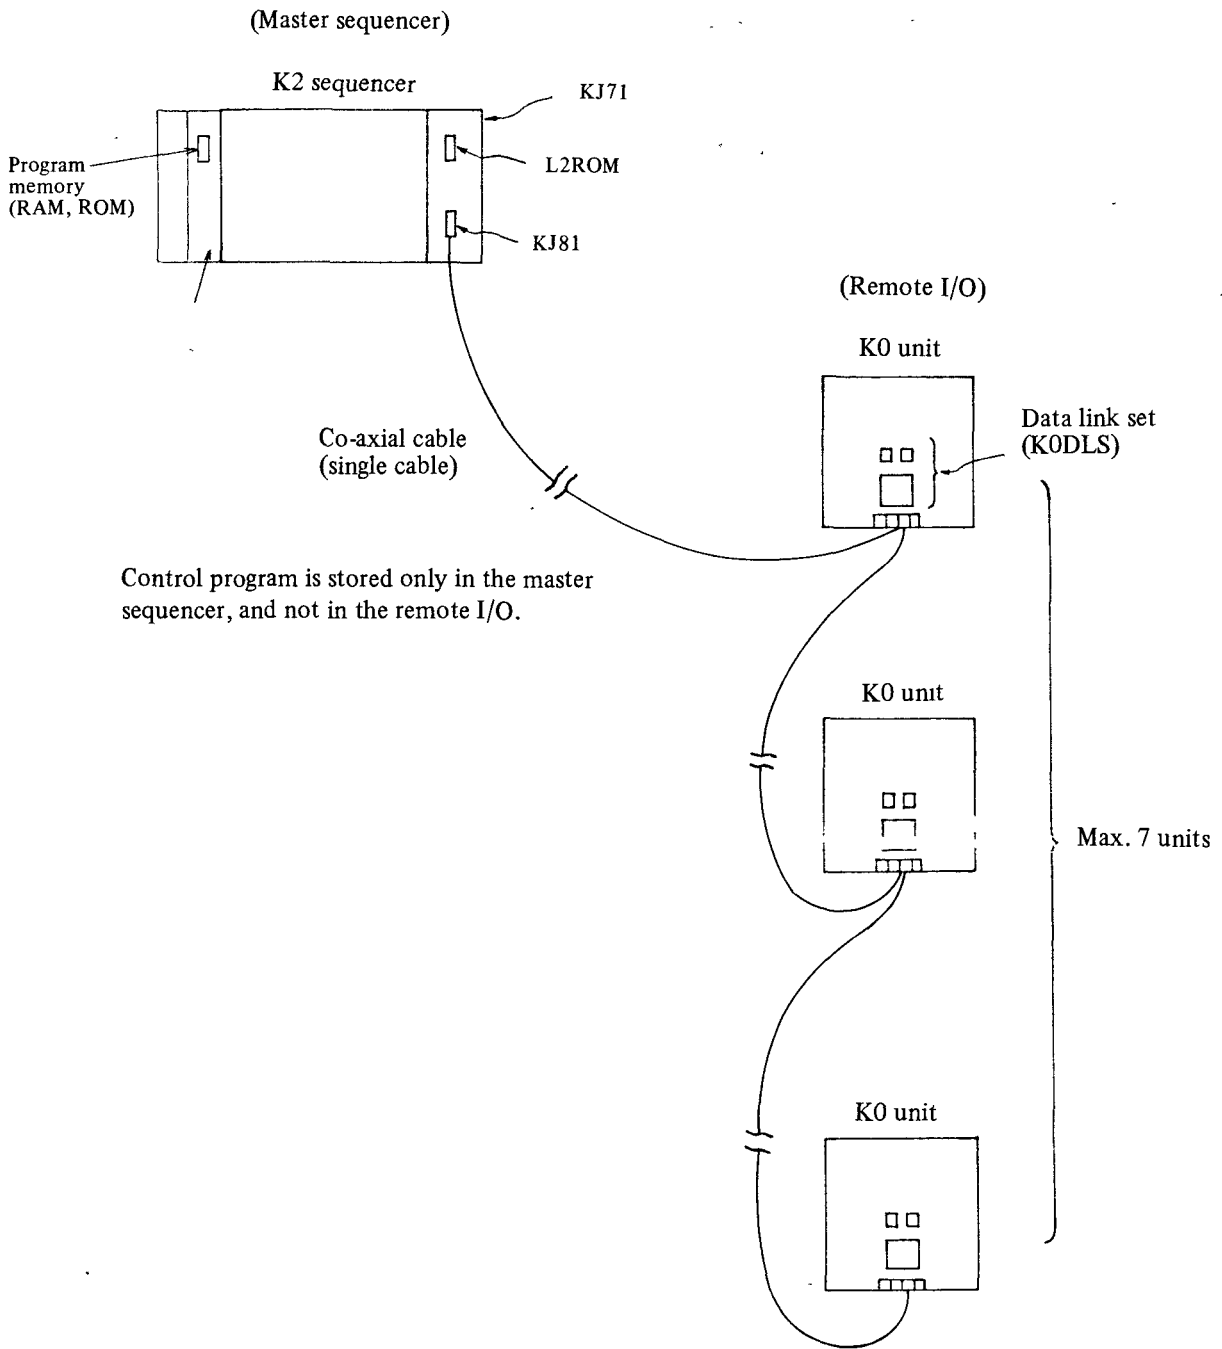 (Master sequencer)
K2 sequencer
KJ71
Program
memory
(RAM, ROM)
L2ROM
KJ81
(Remote I/O)
K0 unit
Data link set
(K0DLS)
Co-axial cable
(single cable)
Control program is stored only in the master
sequencer, and not in the remote I/O.
K0 unit
Max. 7 units
K0 unit